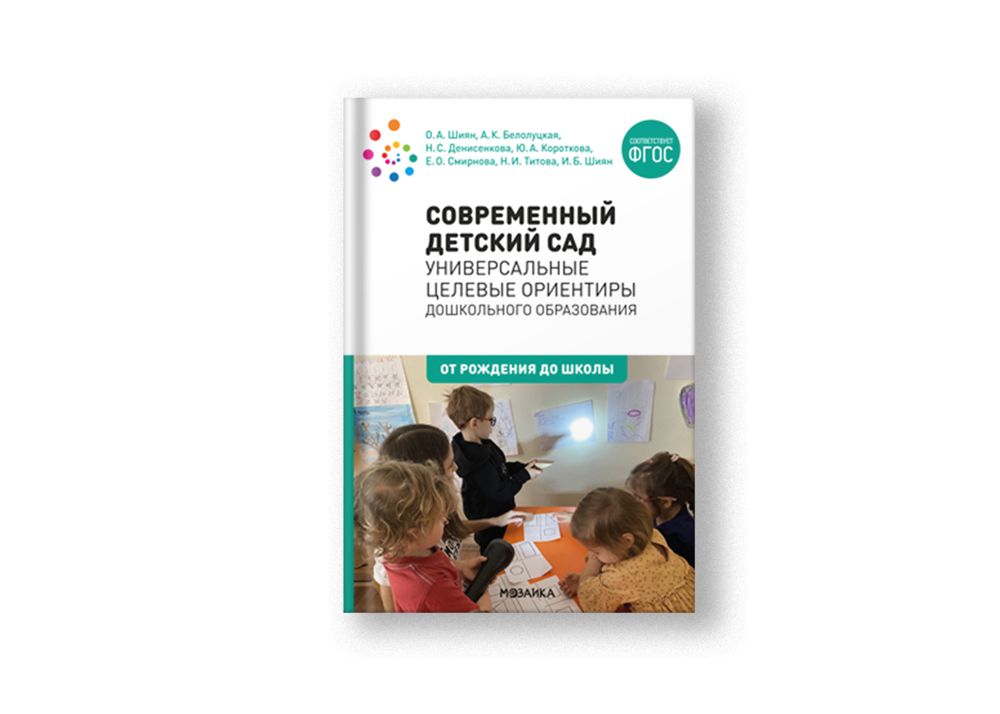 О. А. Шиян, А. К. Белолуцкая,
Н. С. Денисенкова, Ю. А. Короткова,
Е. О. Смирнова, Н. И. Титова, И. Б. Шиян
СООТВЕТСТВУЕТ
ФГОС
СОВРЕМЕННЫЙ
ДЕТСКИЙ САД
УНИВЕРСАЛЬНЫЕ
ЦЕЛЕВЫЕ ОРИЕНТИРЫ
ДОШКОЛЬНОГО ОБРАЗОВАНИЯ
ОТ РОЖДЕНИЯ ДО ШКОЛЫ
МОЗАИКА